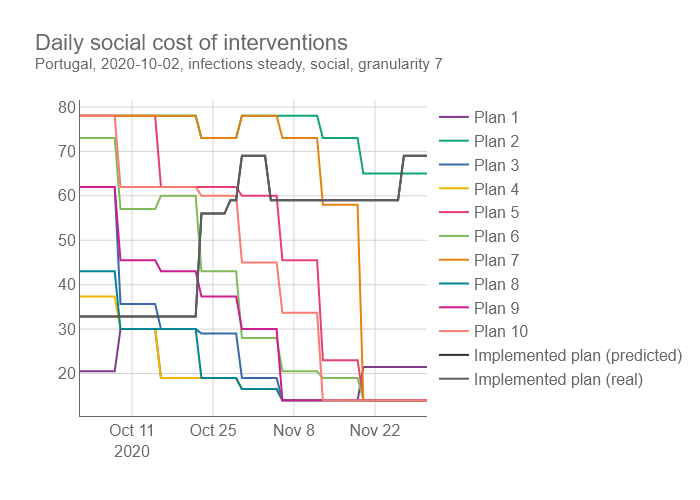 Daily social cost of interventions
Portugal, 2020-10-02, infections steady, social, granularity 7
80
70
60
50
40
30
20
Oct 11
2020
Oct 25
Nov 8
Nov 22
Plan 1
Plan 2
Plan 3
Plan 4
Plan 5
Plan 6
Plan 7
Plan 8
Plan 9
Plan 10
Implemented plan (predicted)
Implemented plan (real)